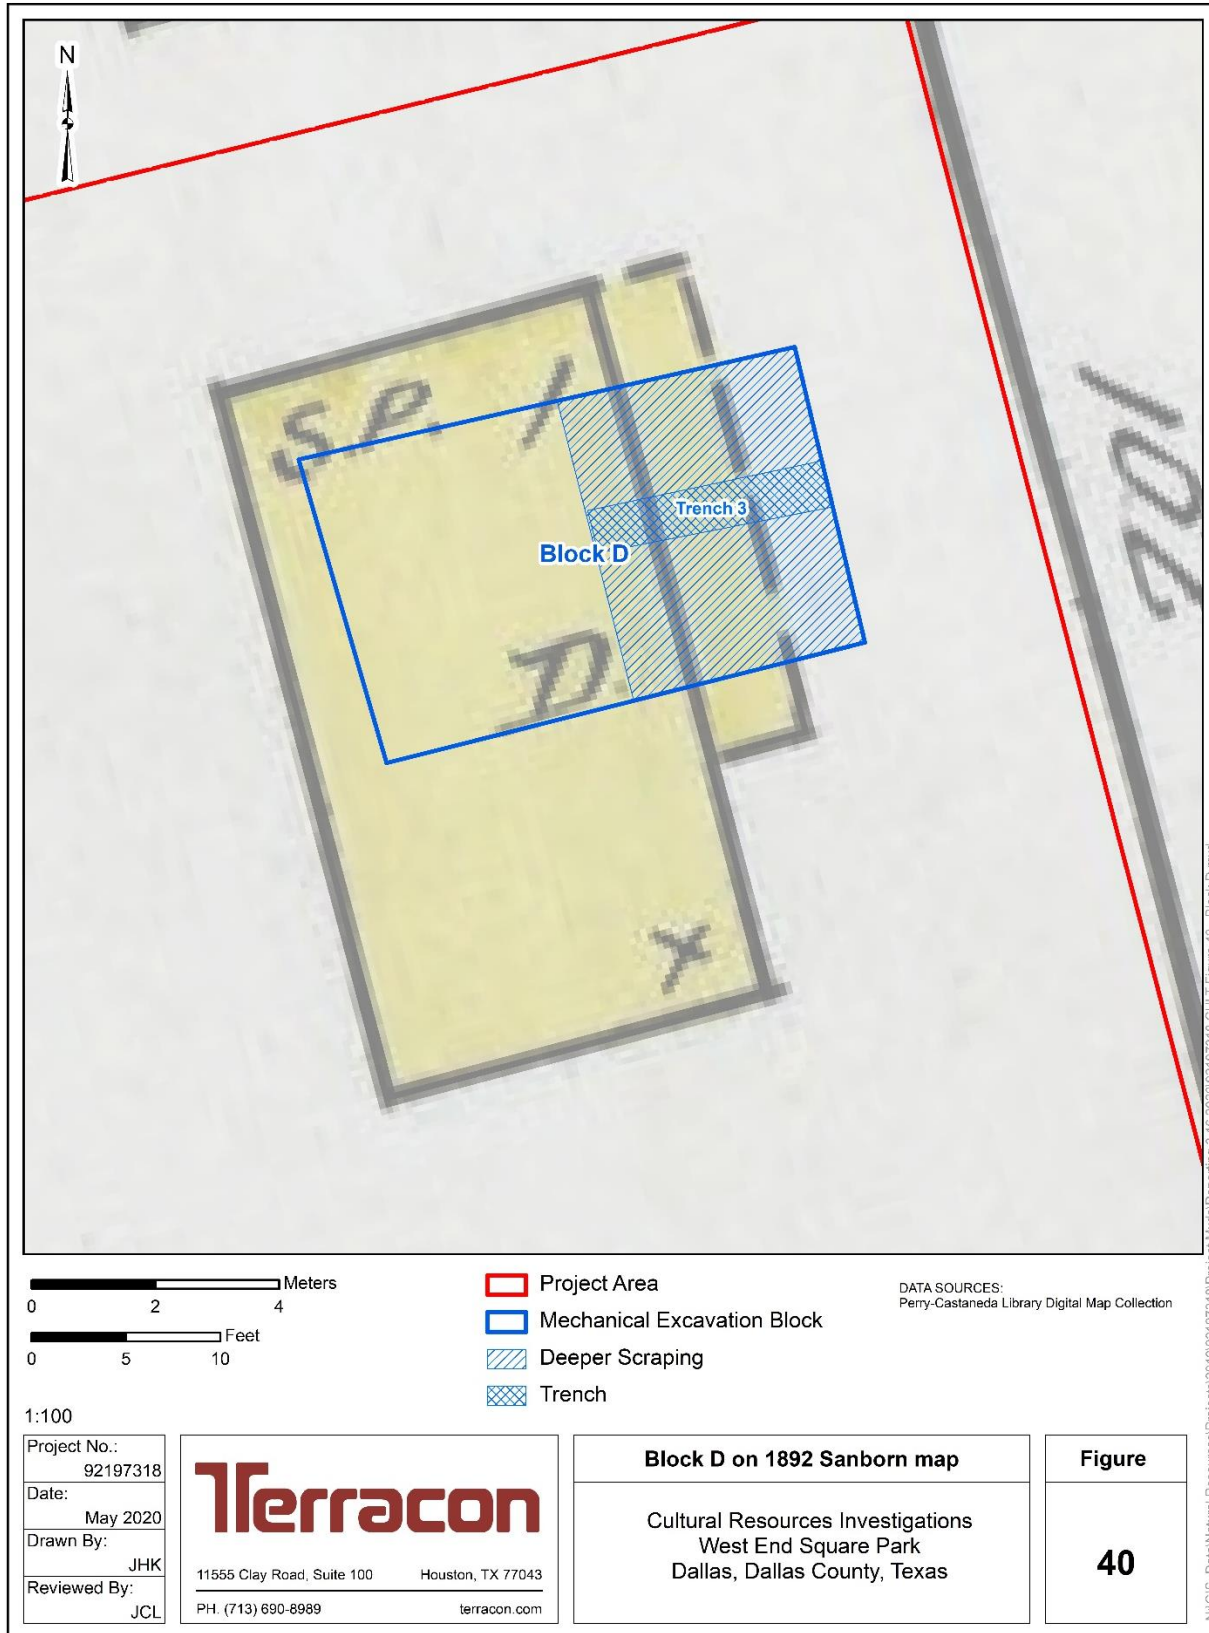 N
SP.
1
Trench 3
Block D
D
x
201
Meters
0 2 4
Feet
0 5 10
1:100
Project Area
Mechanical Excavation Block
Deeper Scraping
Trench
DATA SOURCES:
Perry-Castaneda Library Digital Map Collection
Project No.:
92197318
Date:
May 2020
Drawn By:
JHK
Reviewed By:
JCL
Terracon
11555 Clay Road, Suite 100 Houston, TX 77043
PH. (713) 690-8989 terracon.com
Block D on 1892 Sanborn map
Cultural Resources Investigations
West End Square Park
Dallas, Dallas County, Texas
Figure
40